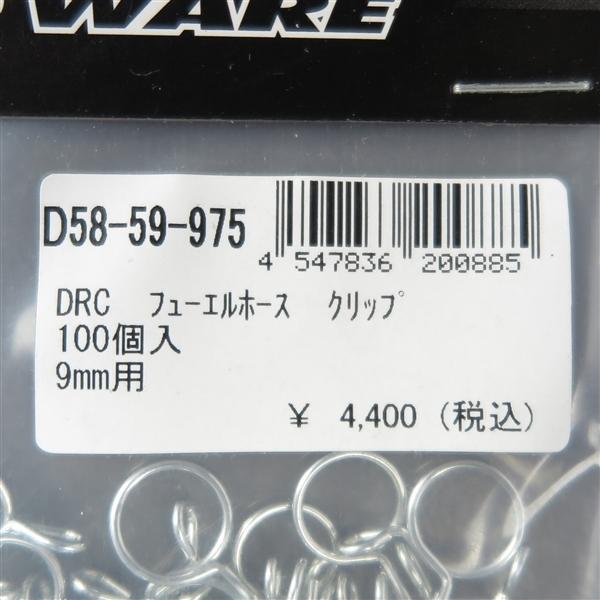 WARE
D58-59-975
4 547836 200885
DRC フューエルホース クリップ
100個入
9mm用
¥ 4,400 (税込)